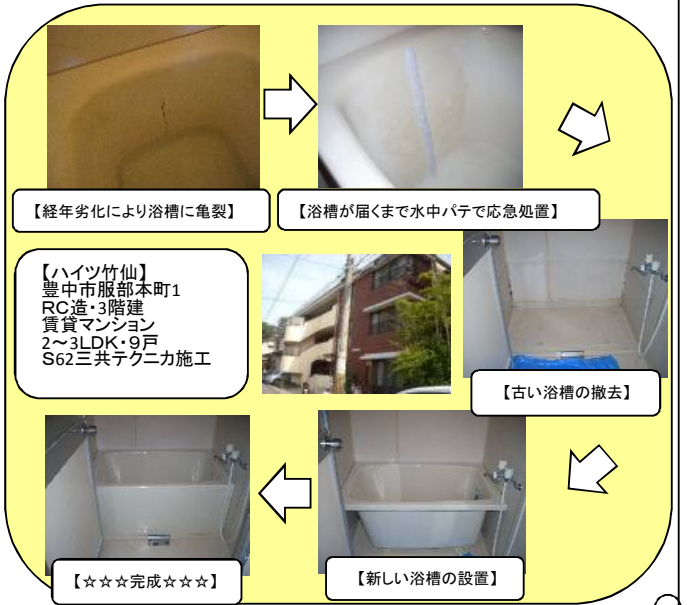 【経年劣化により浴槽に亀裂】
【浴槽が届くまで水中パテで応急処置】
【ハイツ竹仙】
豊中市服部本町1
RC造・3階建
賃貸マンション
2～3LDK・9戸
S62三共テクニカ施工
【古い浴槽の撤去】
【新しい浴槽の設置】
【☆☆☆完成☆☆☆】